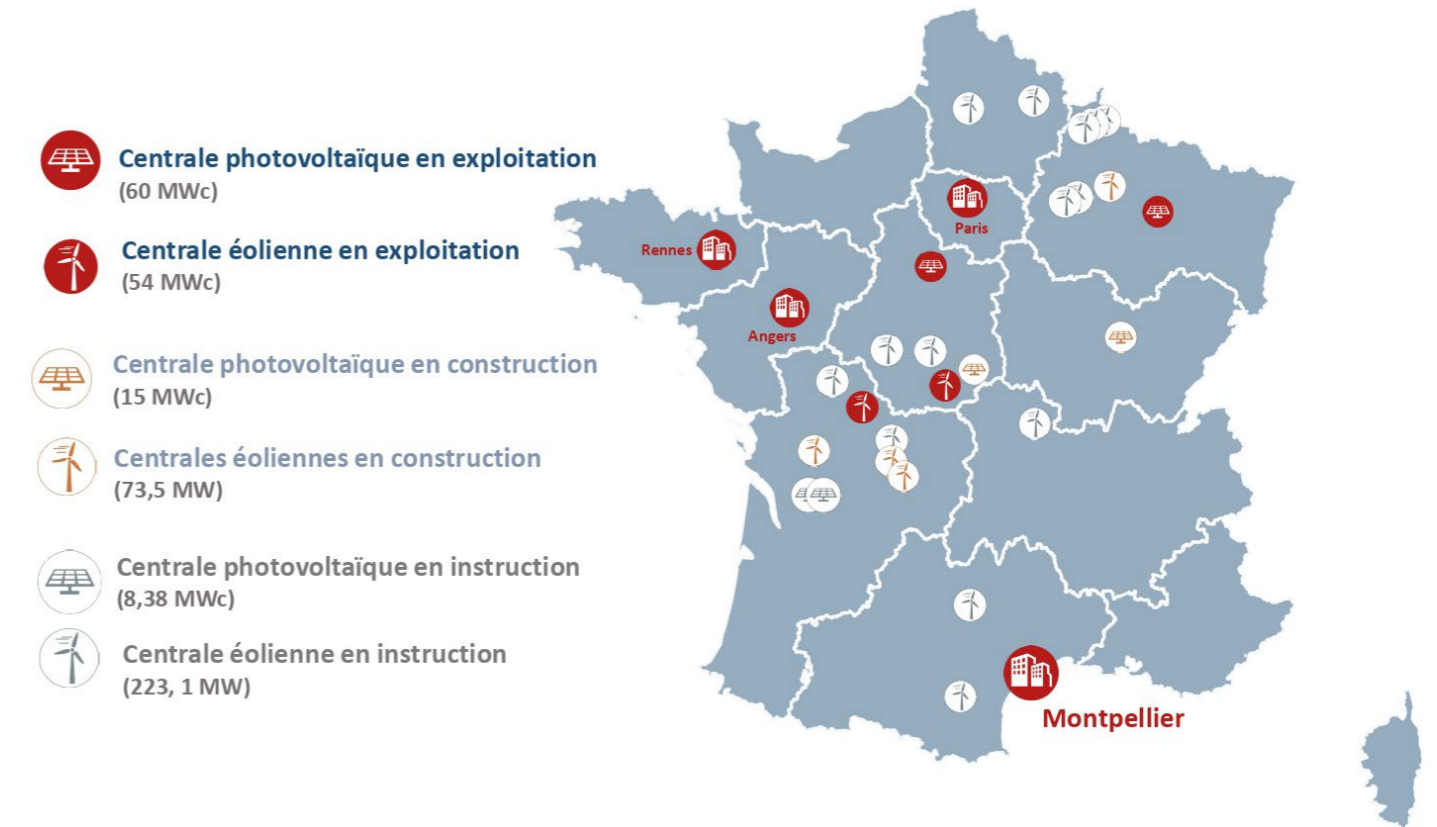 Centrale photovoltaïque en exploitation
(60 MWc)
Centrale éolienne en exploitation
(54 MWc)
Centrale photovoltaïque en construction
(15 MWc)
Centrales éoliennes en construction
(73,5 MW)
Centrale photovoltaïque en instruction
(8,38 MWc)
Centrale éolienne en instruction
(223, 1 MW)
Paris
Rennes
Angers
Montpellier